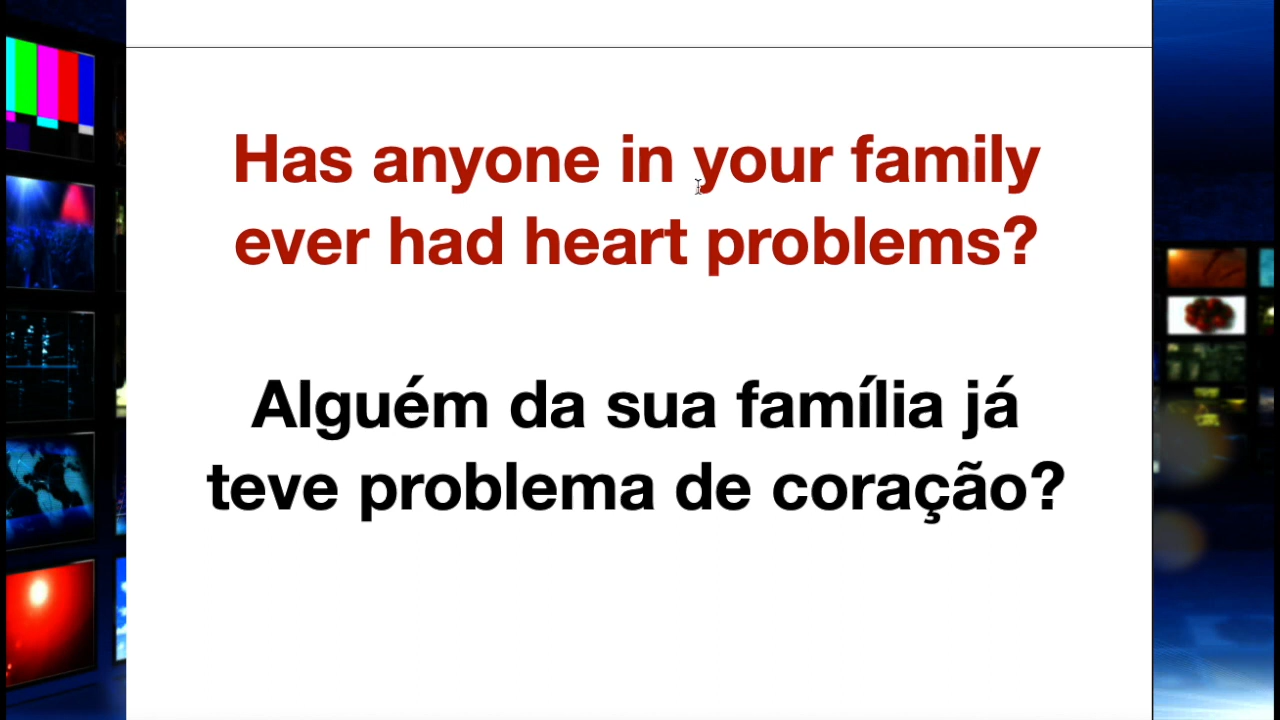 Has anyone in your family
ever had heart problems?
Alguém da sua família já
teve problema de coração?